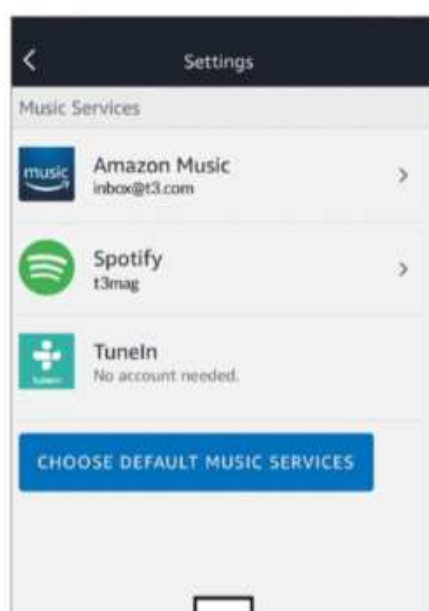 Settings
Music Services
music
Amazon Music
inbox@t3.com
Spotify
t3mag
TuneIn
tunein
No account needed.
CHOOSE DEFAULT MUSIC SERVICES